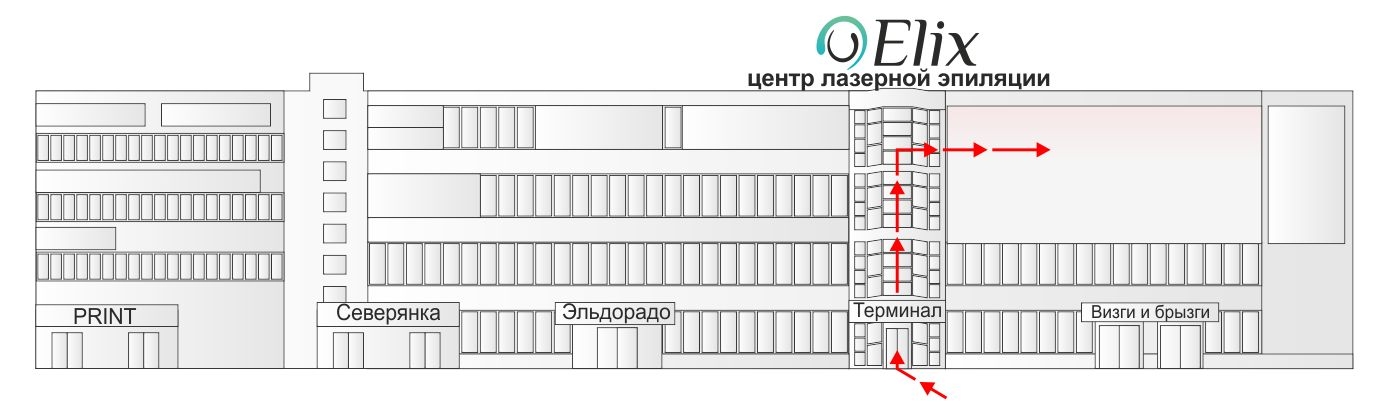 Elix
центр лазерной эпиляции
PRINT
Северянка
Эльдорадо
Терминал
Визги и брызги